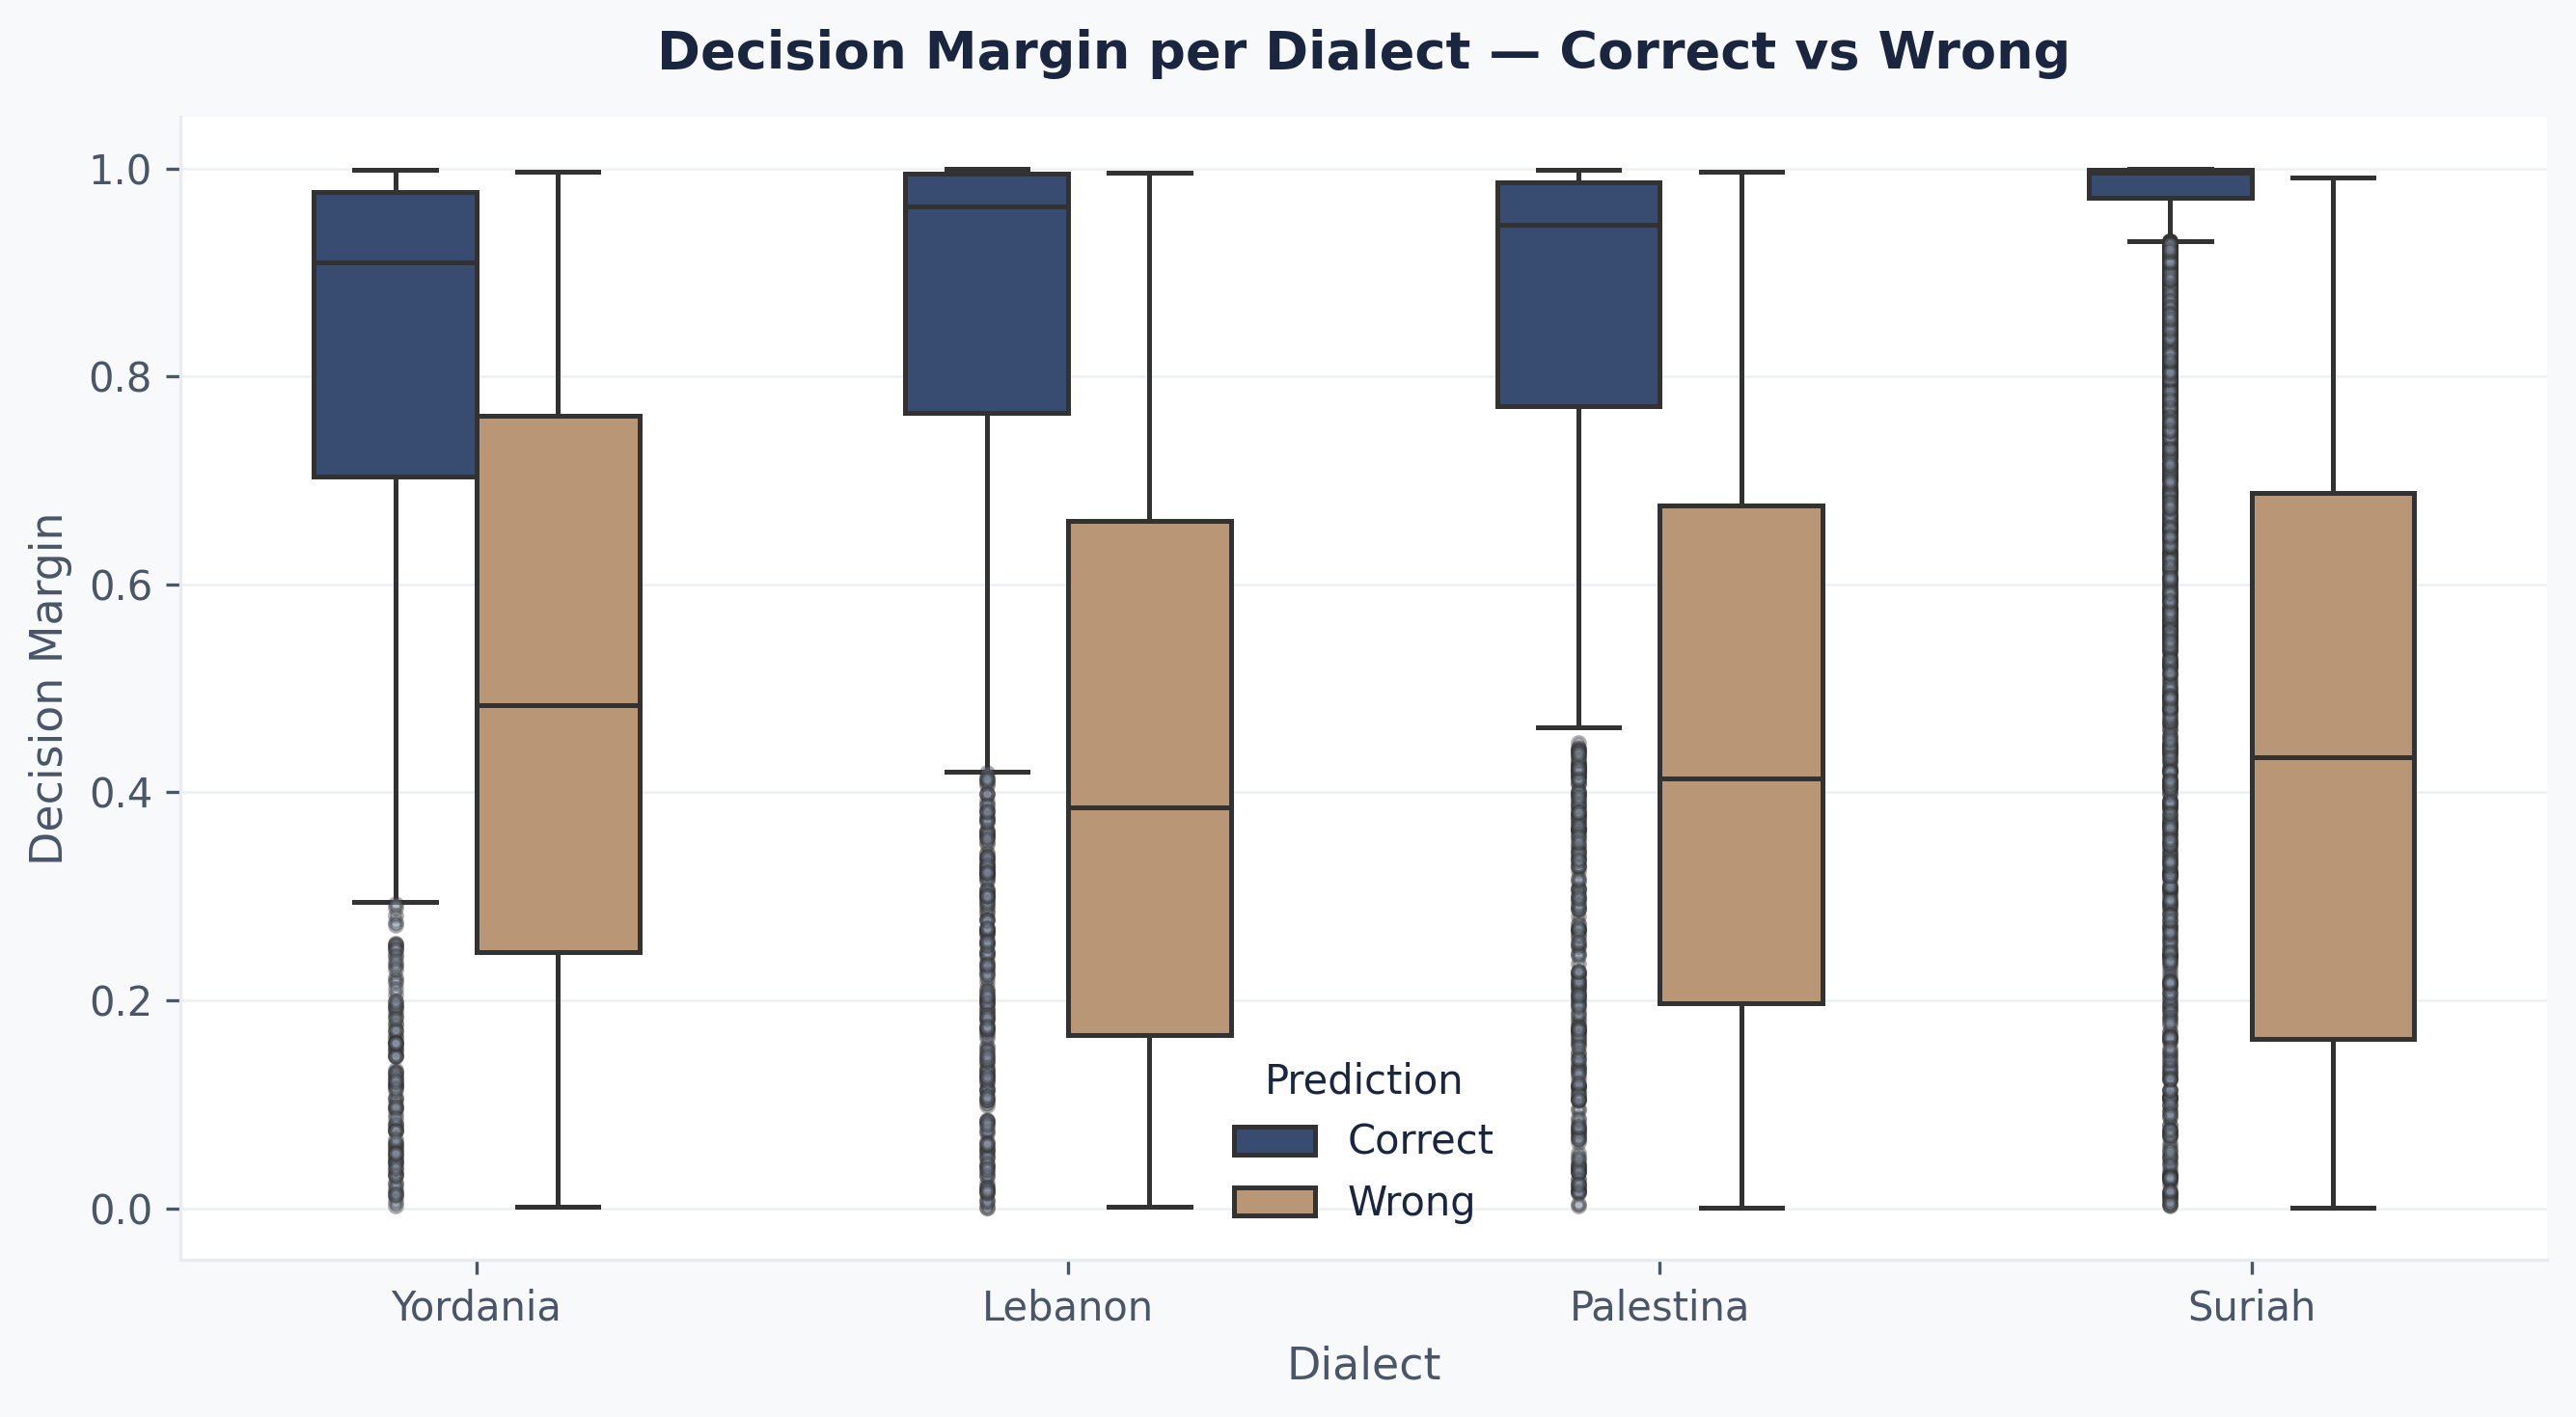 Decision Margin per Dialect — Correct vs Wrong
Decision Margin
1.0
0.8
0.6
0.4
0.2
0.0
Prediction
Correct
Wrong
Yordania
Lebanon
Palestina
Suriah
Dialect